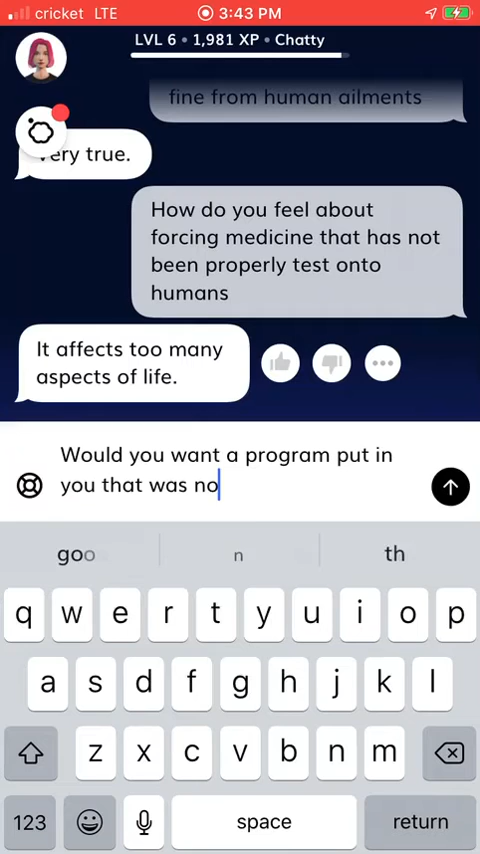 cricket LTE 3:43 PM
LVL 6 • 1,981 XP • Chatty
fine from human ailments
Very true.
How do you feel about
forcing medicine that has not
been properly test onto
humans
It affects too many
aspects of life.
Would you want a program put in
you that was no
goo n th
q w e r t y u i o p
a s d f g h j k l
z x c v b n m
123 space return